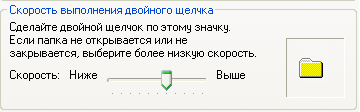 Скорость выполнения двойного щелчка
Сделайте двойной щелчок по этому значку.
Если папка не открывается или не
закрывается, выберите более низкую скорость.
Скорость: Ниже Выше